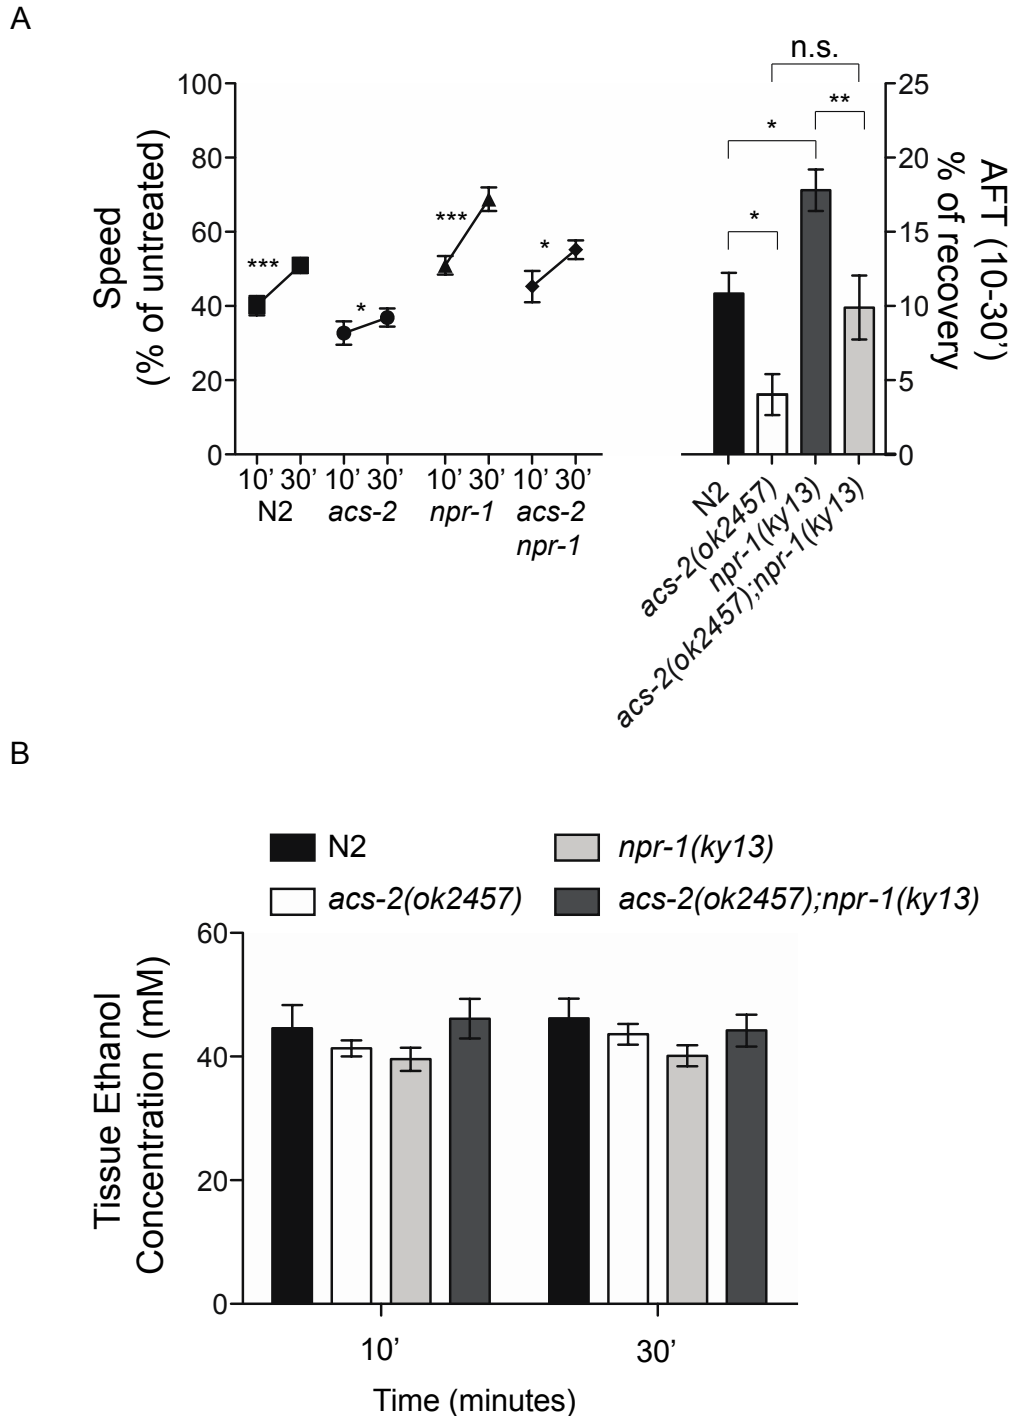 A
Speed
(% of untreated)
100
80
60
40
20
0
***
*
***
*
10’ 30’ 10’ 30’ 10’ 30’ 10’ 30’
N2 acs-2 npr-1 acs-2
npr-1
n.s.
**
*
*
25
20
15
10
5
0
AFT (10-30’)
% of recovery
N2
acs-2(ok2457)
npr-1(ky13)
acs-2(ok2457);npr-1(ky13)
B
N2 npr-1(ky13)
acs-2(ok2457) acs-2(ok2457);npr-1(ky13)
Tissue Ethanol
Concentration (mM)
60
40
20
0
10’ 30’
Time (minutes)